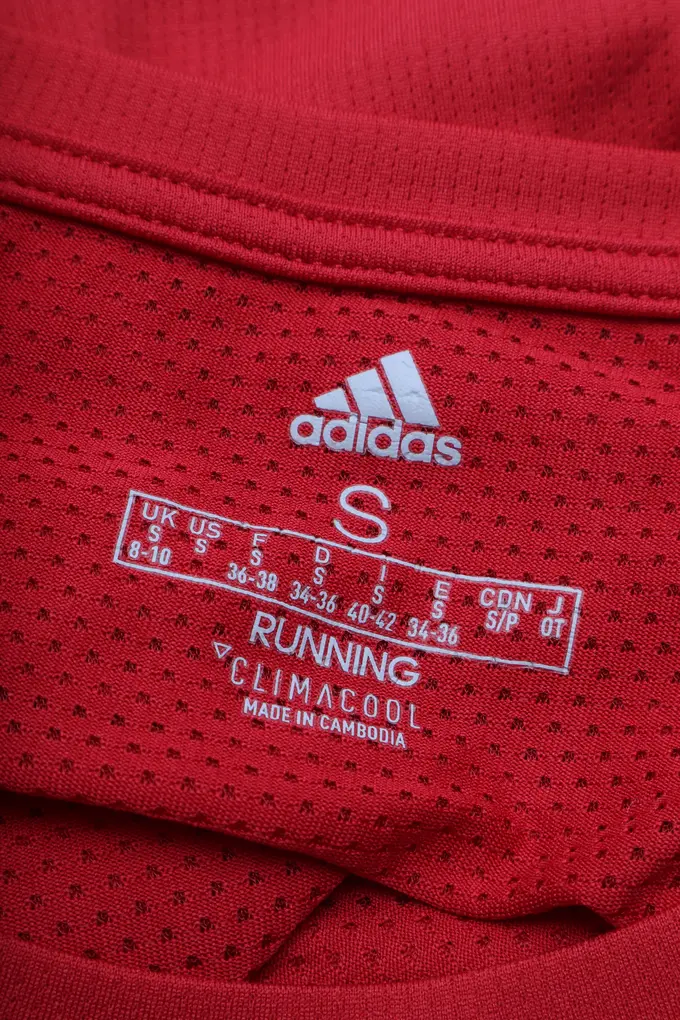 adidas
S
UK US F D I E CDN J
S S S S S S S/P OT
8-10 36-38 34-36 40-42 34-36
RUNNING
CLIMACOOL
MADE IN CAMBODIA